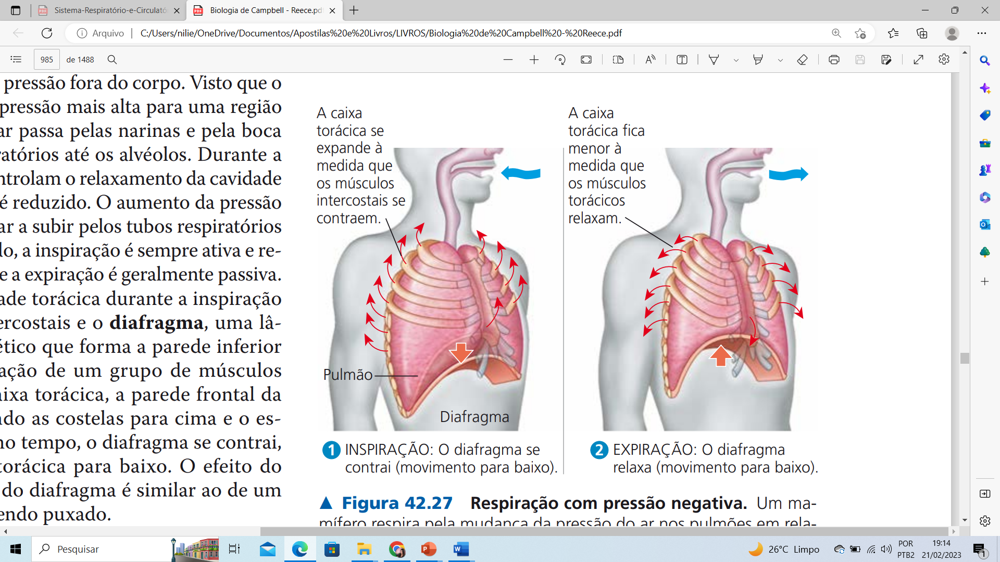 Sistema-Respiratório-e-Circulató
Biologia de Campbell - Reece.pdf
Arquivo
C:/Users/nilie/OneDrive/Documentos/Apostilas%20e%20Livros/LIVROS/Biologia%20de%20Campbell%20-%20Reece.pdf
985 de 1488
pressão fora do corpo. Visto que o
pressão mais alta para uma região
ar passa pelas narinas e pela boca
ratórios até os alvéolos. Durante a
ntrolam o relaxamento da cavidade
é reduzido. O aumento da pressão
ar a subir pelos tubos respiratórios
lo, a inspiração é sempre ativa e re-
e a expiração é geralmente passiva.
ade torácica durante a inspiração
ercostais e o diafragma, uma lâ-
ético que forma a parede inferior
ação de um grupo de músculos
aixa torácica, a parede frontal da
ndo as costelas para cima e o es-
no tempo, o diafragma se contrai,
torácica para baixo. O efeito do
do diafragma é similar ao de um
endo puxado.
A caixa
torácica se
expande à
medida que
os músculos
intercostais se
contraem.
Pulmão
Diafragma
1 INSPIRAÇÃO: O diafragma se
contrai (movimento para baixo).
A caixa
torácica fica
menor à
medida que
os músculos
torácicos
relaxam.
2 EXPIRAÇÃO: O diafragma
relaxa (movimento para baixo).
▲ Figura 42.27 Respiração com pressão negativa. Um ma-
mífero respira pela mudança da pressão do ar nos pulmões em rela-
Pesquisar
26°C Limpo
POR
PTB2
19:14
21/02/2023
1